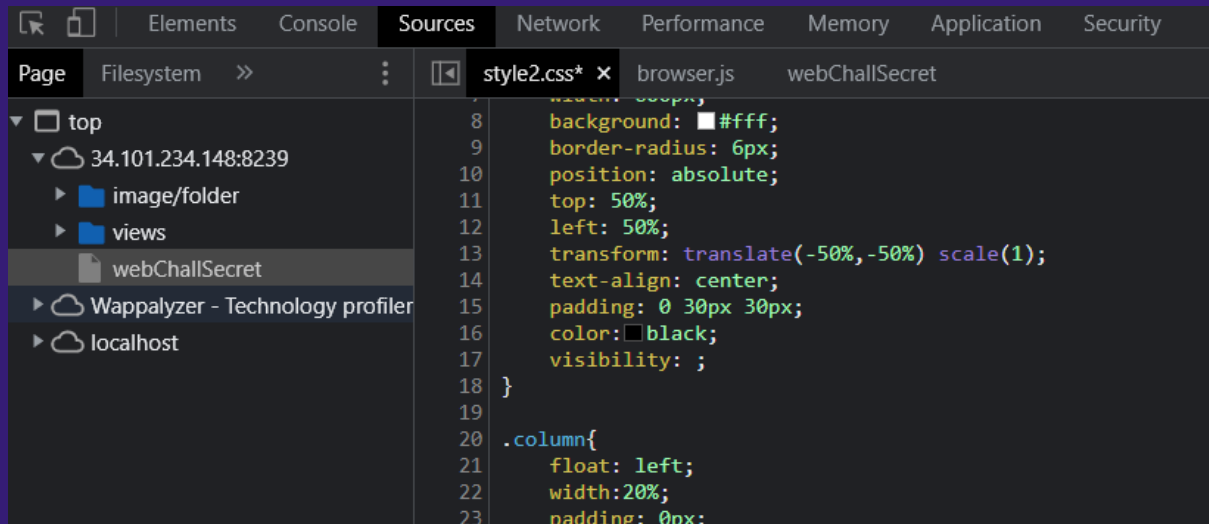 Elements Console Sources Network Performance Memory Application Security
Page Filesystem » style2.css* × browser.js webChallSecret
top
34.101.234.148:8239
image/folder
views
webChallSecret
Wappalyzer - Technology profiler
localhost
8 background: #fff;
9 border-radius: 6px;
10 position: absolute;
11 top: 50%;
12 left: 50%;
13 transform: translate(-50%,-50%) scale(1);
14 text-align: center;
15 padding: 0 30px 30px;
16 color: black;
17 visibility: ;
18 }
19
20 .column{
21 float: left;
22 width:20%;
23 padding: 0px;